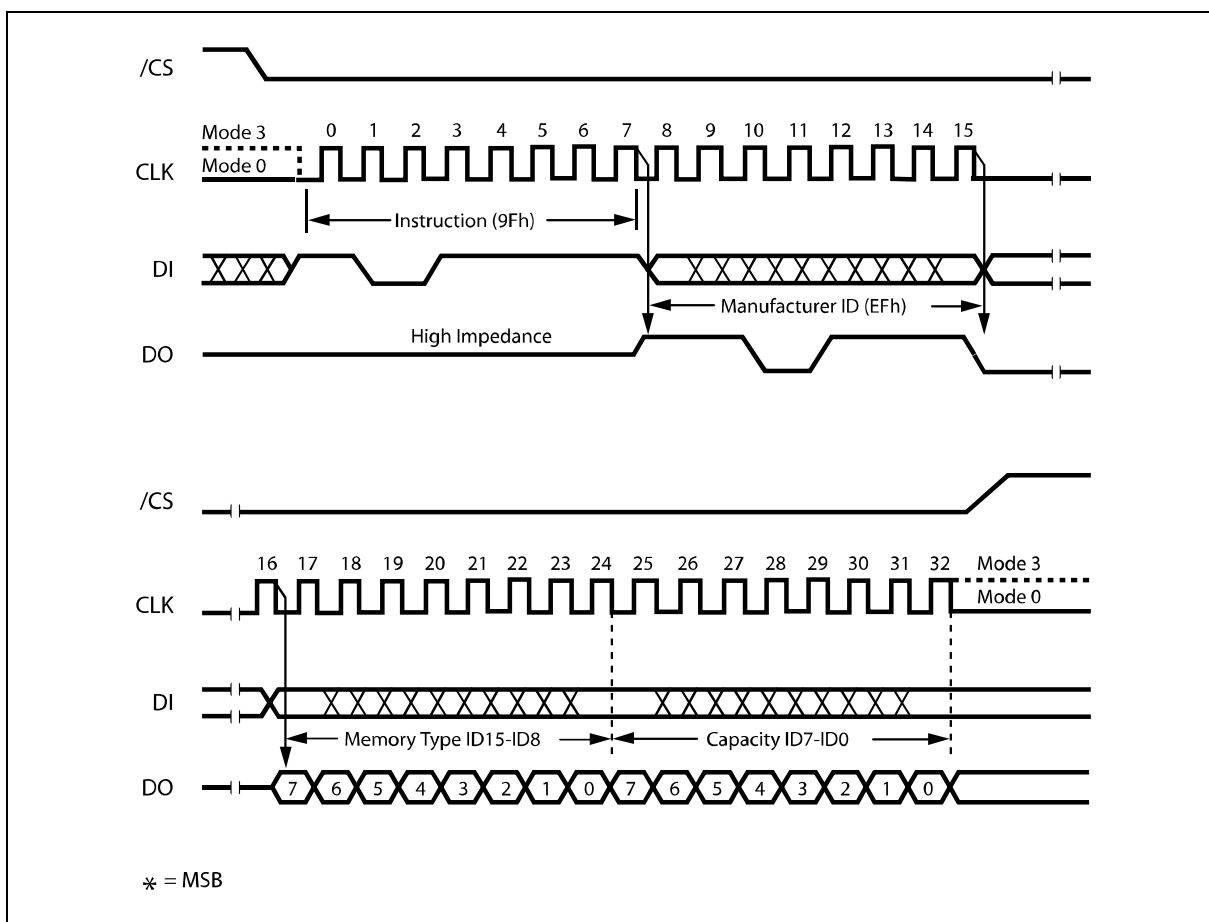 /CS
Mode 3
0 1 2 3 4 5 6 7 8 9 10 11 12 13 14 15
Mode 0
CLK
Instruction (9Fh)
DI
Manufacturer ID (EFh)
High Impedance
DO
/CS
16 17 18 19 20 21 22 23 24 25 26 27 28 29 30 31 32
Mode 3
CLK
Mode 0
DI
Memory Type ID15-ID8
Capacity ID7-ID0
DO
7 6 5 4 3 2 1 0 7 6 5 4 3 2 1 0
* = MSB